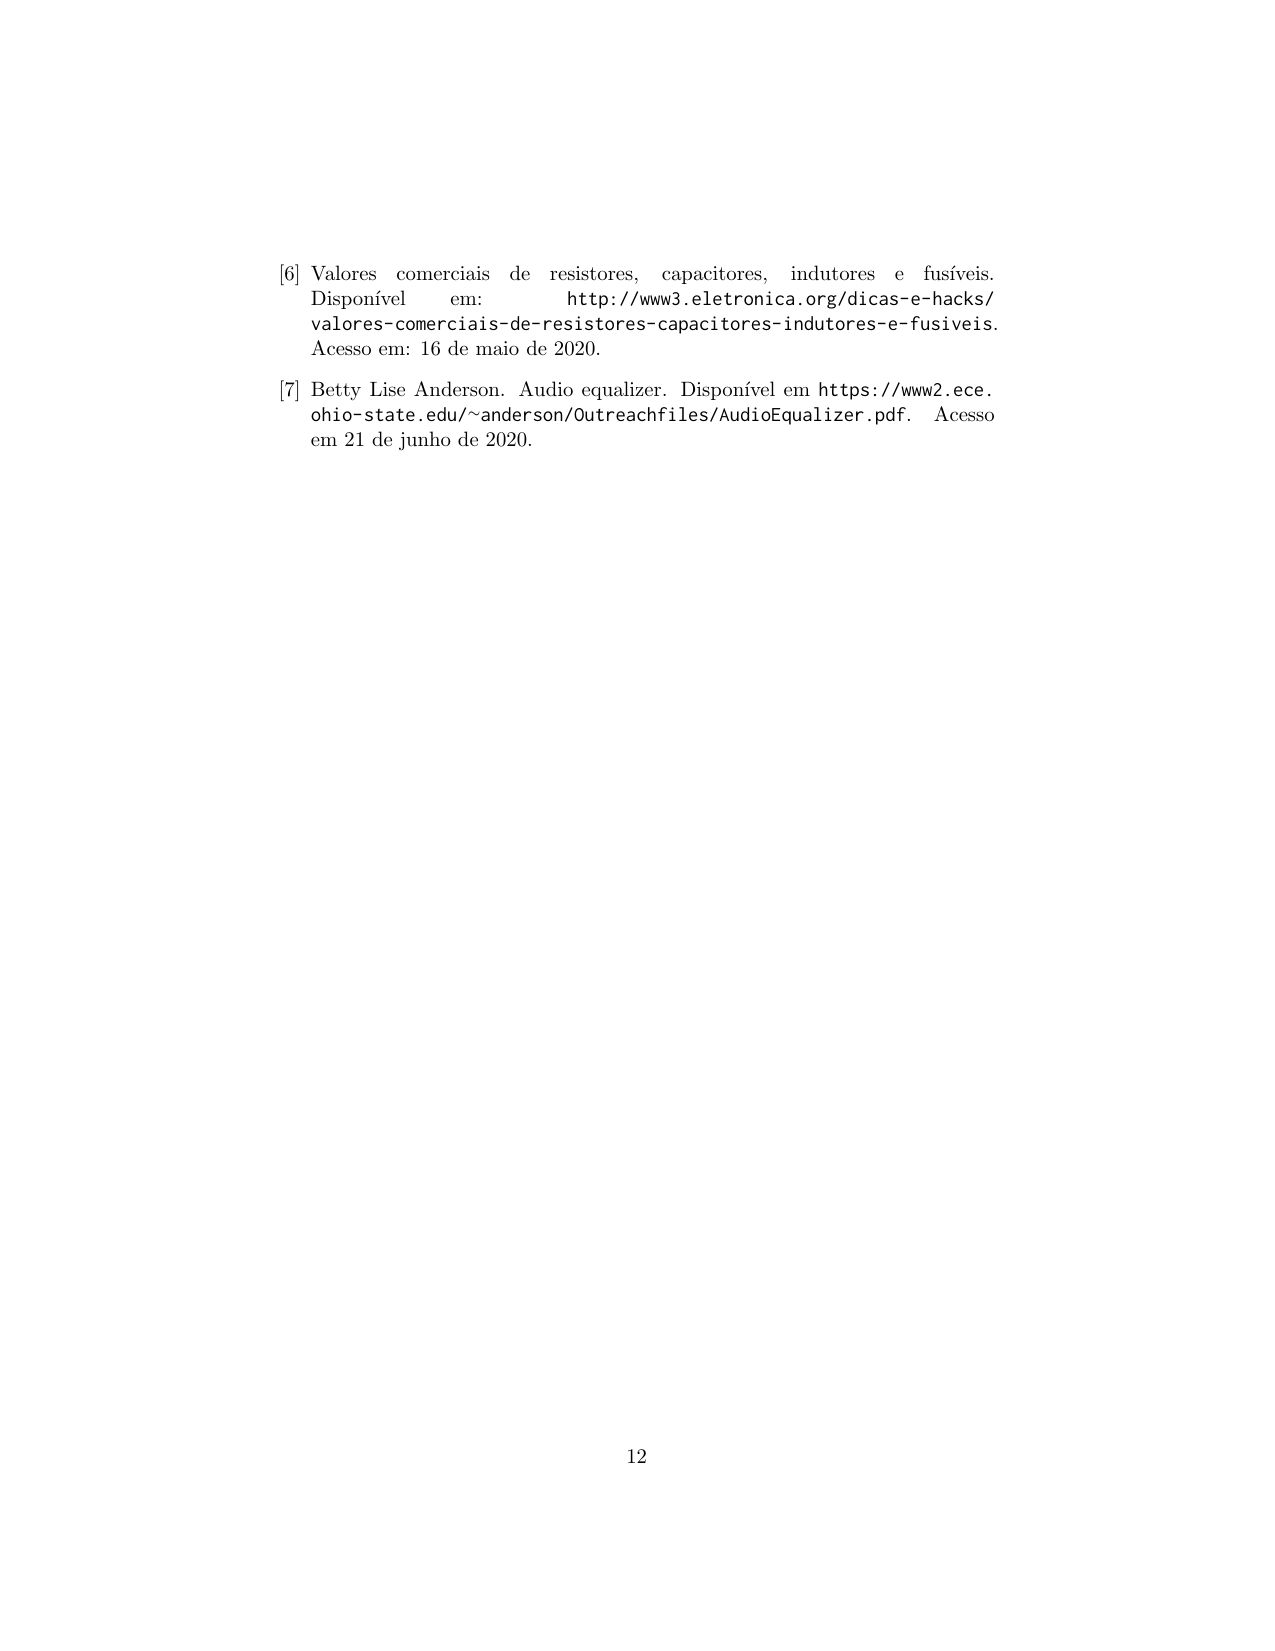 [6] Valores comerciais de resistores, capacitores, indutores e fusíveis.
Disponível em: http://www3.eletronica.org/dicas-e-hacks/
valores-comerciais-de-resistores-capacitores-indutores-e-fusiveis.
Acesso em: 16 de maio de 2020.
[7] Betty Lise Anderson. Audio equalizer. Disponível em https://www2.ece.
ohio-state.edu/~anderson/Outreachfiles/AudioEqualizer.pdf. Acesso
em 21 de junho de 2020.
12